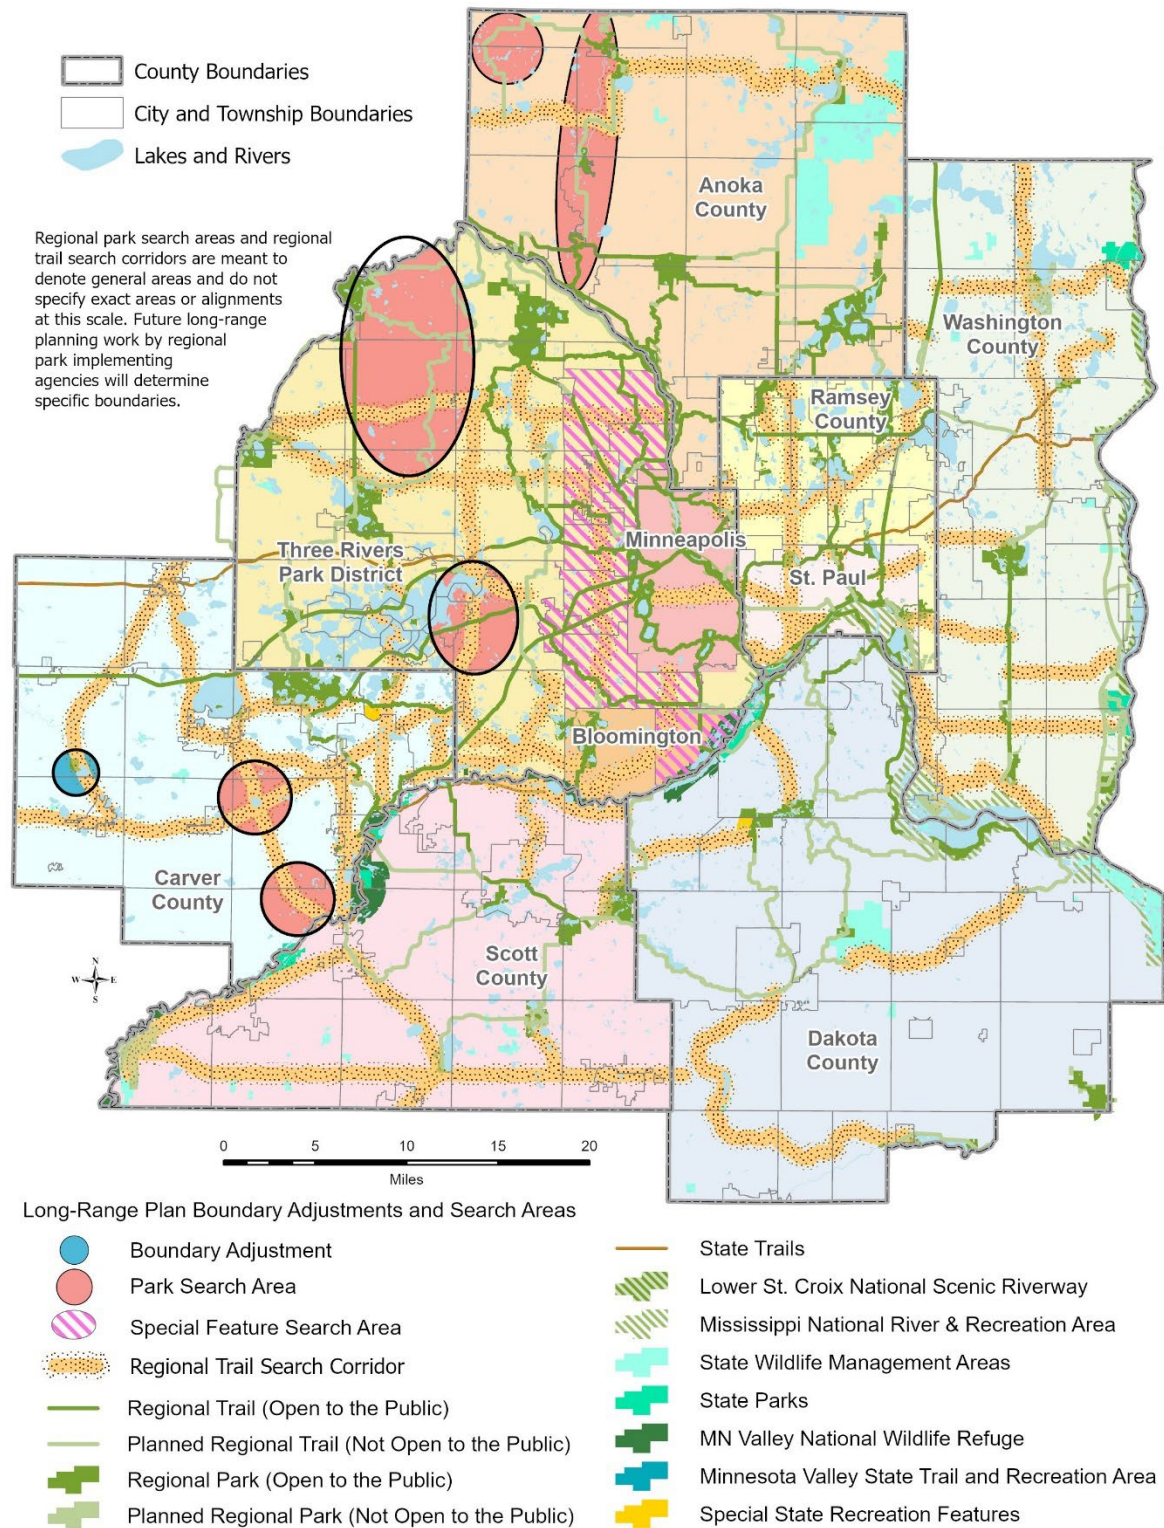 County Boundaries
City and Township Boundaries
Lakes and Rivers
Regional park search areas and regional
trail search corridors are meant to
denote general areas and do not
specify exact areas or alignments
at this scale. Future long-range
planning work by regional
park implementing
agencies will determine
specific boundaries.
Anoka
County
Washington
County
Ramsey
County
Minneapolis
Three Rivers
Park District
St. Paul
Bloomington
Carver
County
Scott
County
Dakota
County
N
W E
S
0 5 10 15 20
Miles
Long-Range Plan Boundary Adjustments and Search Areas
Boundary Adjustment
Park Search Area
Special Feature Search Area
Regional Trail Search Corridor
Regional Trail (Open to the Public)
Planned Regional Trail (Not Open to the Public)
Regional Park (Open to the Public)
Planned Regional Park (Not Open to the Public)
State Trails
Lower St. Croix National Scenic Riverway
Mississippi National River & Recreation Area
State Wildlife Management Areas
State Parks
MN Valley National Wildlife Refuge
Minnesota Valley State Trail and Recreation Area
Special State Recreation Features